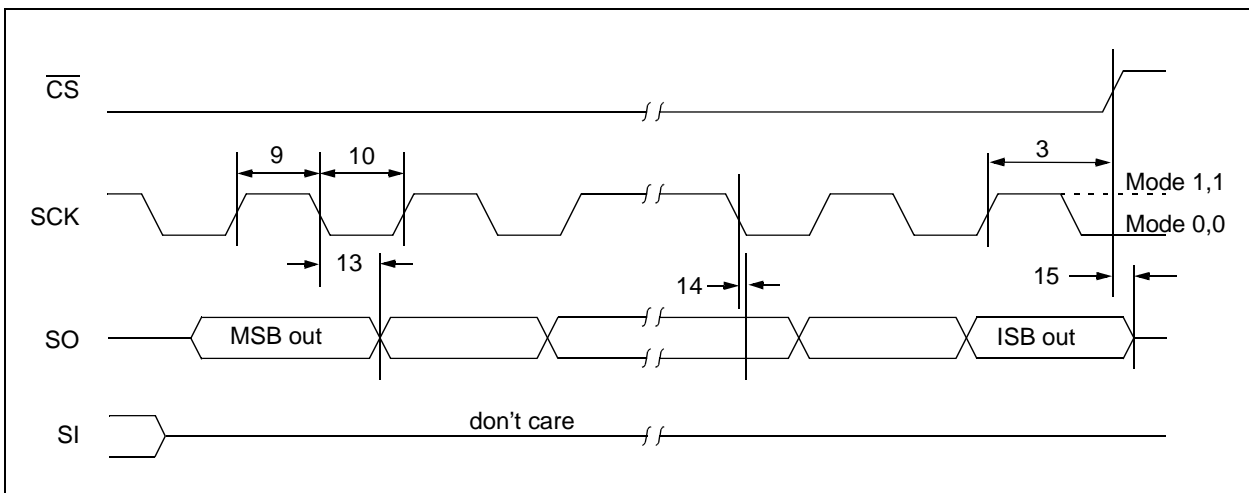 CS
9
10
3
SCK
Mode 1,1
Mode 0,0
13
14
15
SO
MSB out
ISB out
SI
don't care